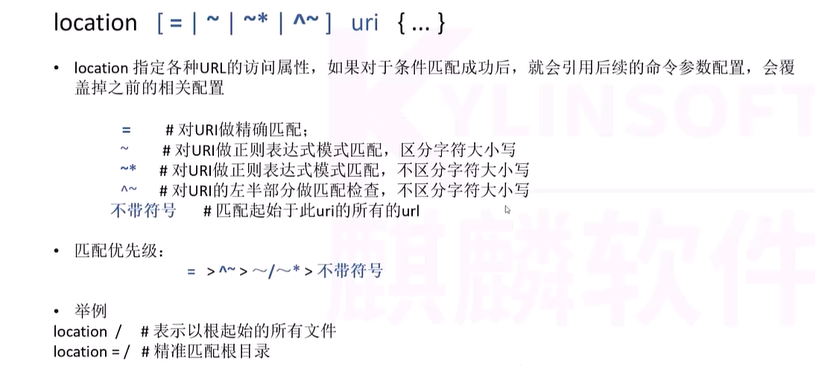 location [ = | ~ | ~* | ^~ ] uri { ... }
• location 指定各种URL的访问属性，如果对于条件匹配成功后，就会引用后续的命令参数配置，会覆
盖掉之前的相关配置
= # 对URI做精确匹配；
~ # 对URI做正则表达式模式匹配，区分字符大小写
~* # 对URI做正则表达式模式匹配，不区分字符大小写
^~ # 对URI的左半部分做匹配检查，不区分字符大小写
不带符号 # 匹配起始于此uri的所有的url
• 匹配优先级：
= > ^~ > ～/～* > 不带符号
• 举例
location / # 表示以根起始的所有文件
location = / # 精准匹配根目录
KYLINSOFT
麒麟软件